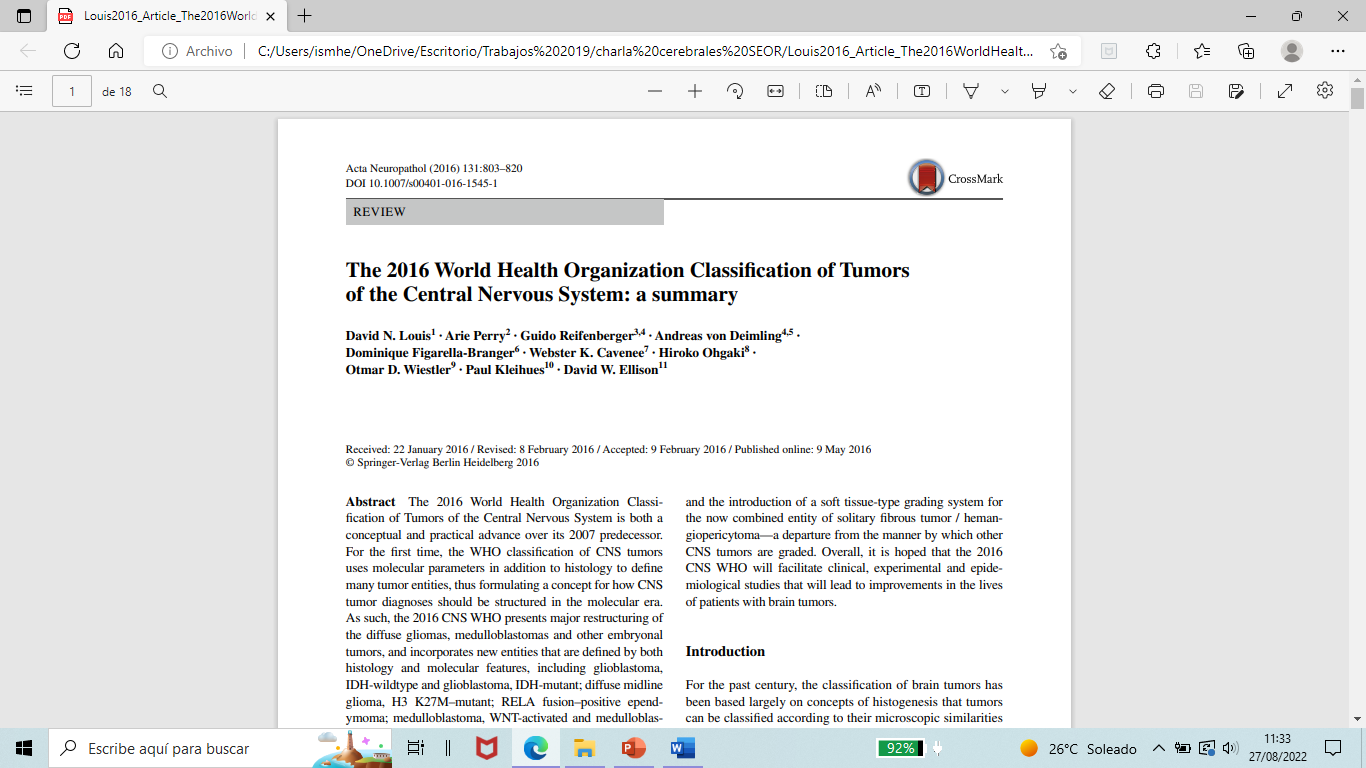 Louis2016_Article_The2016World
Archivo
C:/Users/ismhe/OneDrive/Escritorio/Trabajos%202019/charla%20cerebrales%20SEOR/Louis2016_Article_The2016WorldHealt...
1 de 18
Acta Neuropathol (2016) 131:803–820
DOI 10.1007/s00401-016-1545-1
CrossMark
REVIEW
The 2016 World Health Organization Classification of Tumors
of the Central Nervous System: a summary
David N. Louis1 · Arie Perry2 · Guido Reifenberger3,4 · Andreas von Deimling4,5 ·
Dominique Figarella-Branger6 · Webster K. Cavenee7 · Hiroko Ohgaki8 ·
Otmar D. Wiestler9 · Paul Kleihues10 · David W. Ellison11
Received: 22 January 2016 / Revised: 8 February 2016 / Accepted: 9 February 2016 / Published online: 9 May 2016
© Springer-Verlag Berlin Heidelberg 2016
Abstract The 2016 World Health Organization Classi-
fication of Tumors of the Central Nervous System is both a
conceptual and practical advance over its 2007 predecessor.
For the first time, the WHO classification of CNS tumors
uses molecular parameters in addition to histology to define
many tumor entities, thus formulating a concept for how CNS
tumor diagnoses should be structured in the molecular era.
As such, the 2016 CNS WHO presents major restructuring of
the diffuse gliomas, medulloblastomas and other embryonal
tumors, and incorporates new entities that are defined by both
histology and molecular features, including glioblastoma,
IDH-wildtype and glioblastoma, IDH-mutant; diffuse midline
glioma, H3 K27M–mutant; RELA fusion–positive epend-
ymoma; medulloblastoma, WNT-activated and medulloblas-
and the introduction of a soft tissue-type grading system for
the now combined entity of solitary fibrous tumor / heman-
giopericytoma—a departure from the manner by which other
CNS tumors are graded. Overall, it is hoped that the 2016
CNS WHO will facilitate clinical, experimental and epide-
miological studies that will lead to improvements in the lives
of patients with brain tumors.
Introduction
For the past century, the classification of brain tumors has
been based largely on concepts of histogenesis that tumors
can be classified according to their microscopic similarities
Escribe aquí para buscar
92%
26°C Soleado
11:33
27/08/2022